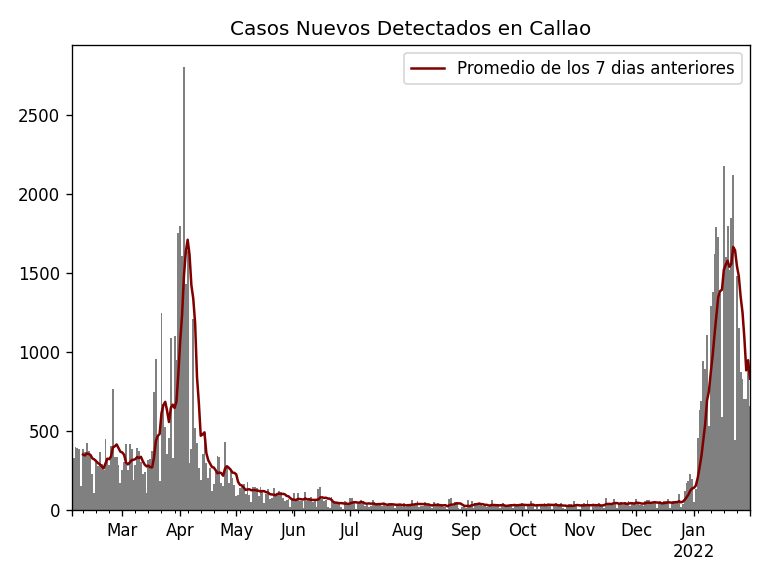 Casos Nuevos Detectados en Callao
Promedio de los 7 dias anteriores
2500
2000
1500
1000
500
0
Mar Apr May Jun Jul Aug Sep Oct Nov Dec Jan
2022